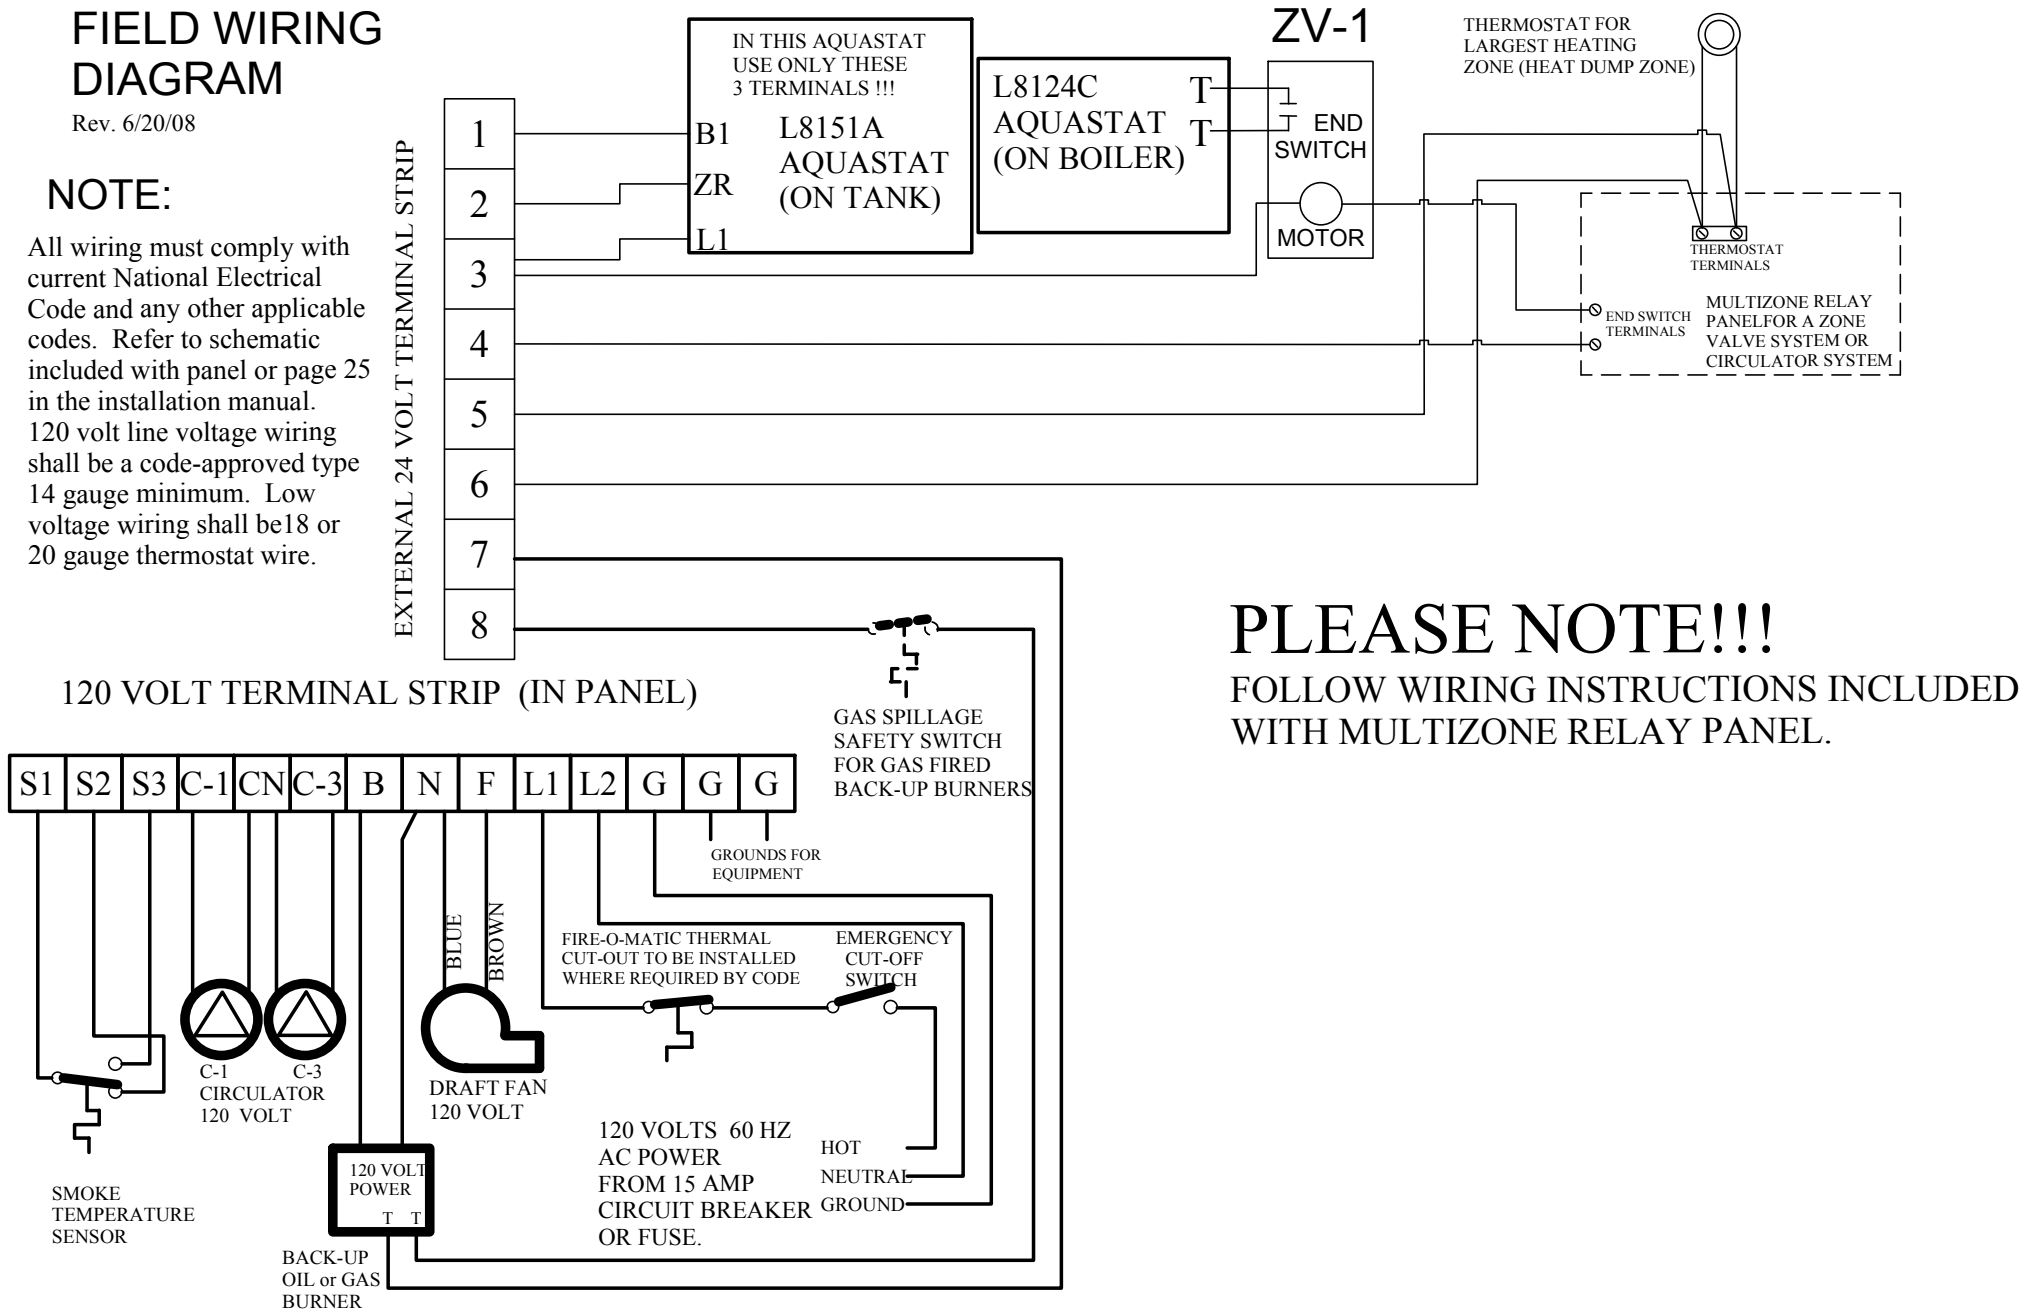 FIELD WIRING
DIAGRAM
Rev. 6/20/08
NOTE:
All wiring must comply with
current National Electrical
Code and any other applicable
codes.  Refer to schematic
included with panel or page 25
in the installation manual.
120 volt line voltage wiring
shall be a code-approved type
14 gauge minimum.  Low
voltage wiring shall be18 or
20 gauge thermostat wire.
EXTERNAL 24 VOLT TERMINAL STRIP
1
2
3
4
5
6
7
8
IN THIS AQUASTAT
USE ONLY THESE
3 TERMINALS !!!
B1
ZR
L1
L8151A
AQUASTAT
(ON TANK)
L8124C
AQUASTAT
(ON BOILER)
T
T
ZV-1
END
SWITCH
MOTOR
THERMOSTAT FOR
LARGEST HEATING
ZONE (HEAT DUMP ZONE)
THERMOSTAT
TERMINALS
END SWITCH
TERMINALS
MULTIZONE RELAY
PANELFOR A ZONE
VALVE SYSTEM OR
CIRCULATOR SYSTEM
PLEASE NOTE!!!
FOLLOW WIRING INSTRUCTIONS INCLUDED
WITH MULTIZONE RELAY PANEL.
GAS SPILLAGE
SAFETY SWITCH
FOR GAS FIRED
BACK-UP BURNERS
120 VOLT TERMINAL STRIP  (IN PANEL)
S1 S2 S3 C-1 CN C-3 B N F L1 L2 G G G
GROUNDS FOR
EQUIPMENT
BLUE
BROWN
FIRE-O-MATIC THERMAL
CUT-OUT TO BE INSTALLED
WHERE REQUIRED BY CODE
EMERGENCY
CUT-OFF
SWITCH
C-1 C-3
CIRCULATOR
120  VOLT
DRAFT FAN
120 VOLT
120 VOLTS  60 HZ
AC POWER
FROM 15 AMP
CIRCUIT BREAKER
OR FUSE.
HOT
NEUTRAL
GROUND
SMOKE
TEMPERATURE
SENSOR
120 VOLT
POWER
T T
BACK-UP
OIL or GAS
BURNER